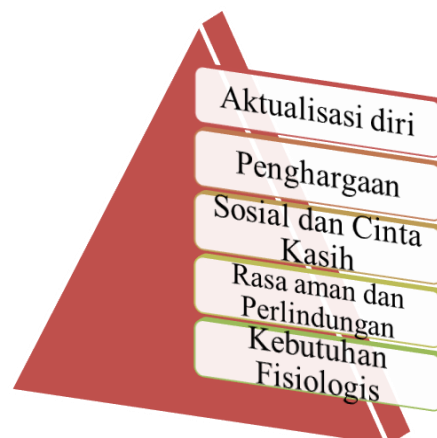 Aktualisasi diri
Penghargaan
Sosial dan Cinta
Kasih
Rasa aman dan
Perlindungan
Kebutuhan
Fisiologis